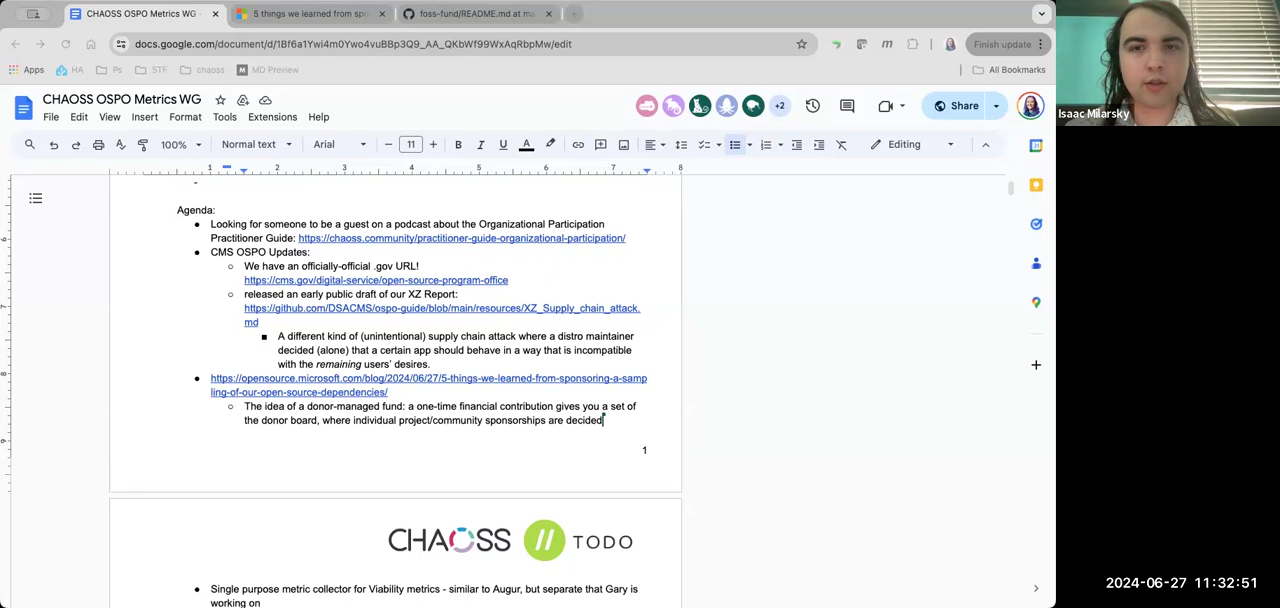 CHAOSS OSPO Metrics WG -
5 things we learned from spo
foss-fund/README.md at ma
docs.google.com/document/d/1Bf6a1Ywi4m0Ywo4vuBBp3Q9_AA_QKbWf99WxAqRbpMw/edit
Finish update
Apps
HA
Ps
STF
chaoss
MD Preview
All Bookmarks
CHAOSS OSPO Metrics WG
File Edit View Insert Format Tools Extensions Help
+2
Share
100%
Normal text
Arial
11
Editing
1 2 3 4 5 6 7 8
Agenda:
Looking for someone to be a guest on a podcast about the Organizational Participation
Practitioner Guide: https://chaoss.community/practitioner-guide-organizational-participation/
CMS OSPO Updates:
We have an officially-official .gov URL!
https://cms.gov/digital-service/open-source-program-office
released an early public draft of our XZ Report:
https://github.com/DSACMS/ospo-guide/blob/main/resources/XZ_Supply_chain_attack.
md
A different kind of (unintentional) supply chain attack where a distro maintainer
decided (alone) that a certain app should behave in a way that is incompatible
with the remaining users' desires.
https://opensource.microsoft.com/blog/2024/06/27/5-things-we-learned-from-sponsoring-a-samp
ling-of-our-open-source-dependencies/
The idea of a donor-managed fund: a one-time financial contribution gives you a set of
the donor board, where individual project/community sponsorships are decided
1
CHAOSS TODO
Single purpose metric collector for Viability metrics - similar to Augur, but separate that Gary is
working on
Isaac Milarsky
2024-06-27 11:32:51